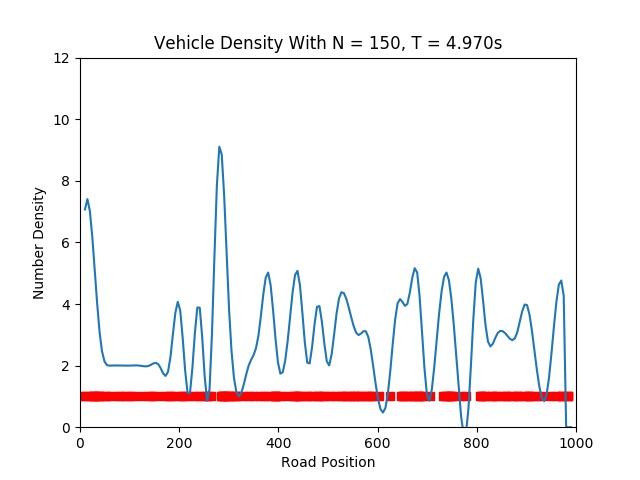 Vehicle Density With N = 150, T = 4.970s
12
10
8
6
4
2
0
Number Density
0 200 400 600 800 1000
Road Position